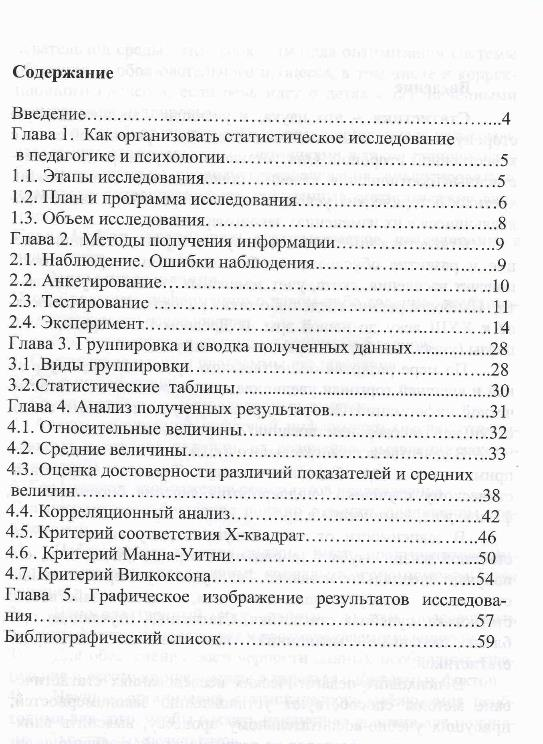 Содержание
Введение.....4
Глава 1. Как организовать статистическое исследование
в педагогике и психологии.....5
1.1. Этапы исследования.....5
1.2. План и программа исследования.....6
1.3. Объем исследования.....8
Глава 2. Методы получения информации.....9
2.1. Наблюдение. Ошибки наблюдения.....9
2.2. Анкетирование.....10
2.3. Тестирование.....11
2.4. Эксперимент.....14
Глава 3. Группировка и сводка полученных данных.....28
3.1. Виды группировки.....28
3.2.Статистические таблицы.....30
Глава 4. Анализ полученных результатов.....31
4.1. Относительные величины.....32
4.2. Средние величины.....33
4.3. Оценка достоверности различий показателей и средних
величин.....38
4.4. Корреляционный анализ.....42
4.5. Критерий соответствия Х-квадрат.....46
4.6 . Критерий Манна-Уитни.....50
4.7. Критерий Вилкоксона.....54
Глава 5. Графическое изображение результатов исследова-
ния.....57
Библиографический список.....59